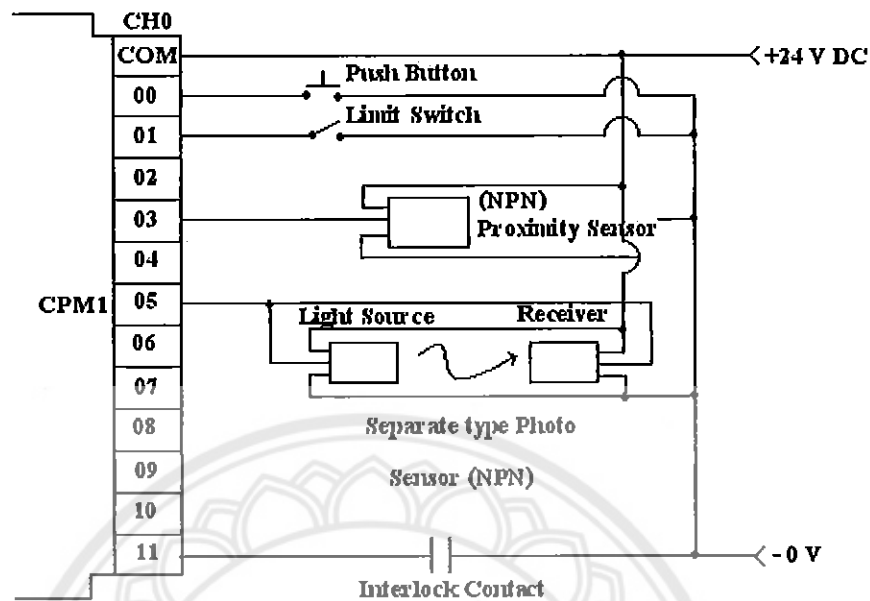 CH0
COM
+24 V DC
Push Button
00
Limit Switch
01
02
(NPN)
03
Proximity Sensor
04
CPM1
05
Light Source
Receiver
06
07
08
Separate type Photo
09
Sensor (NPN)
10
11
- 0 V
Interlock Contact